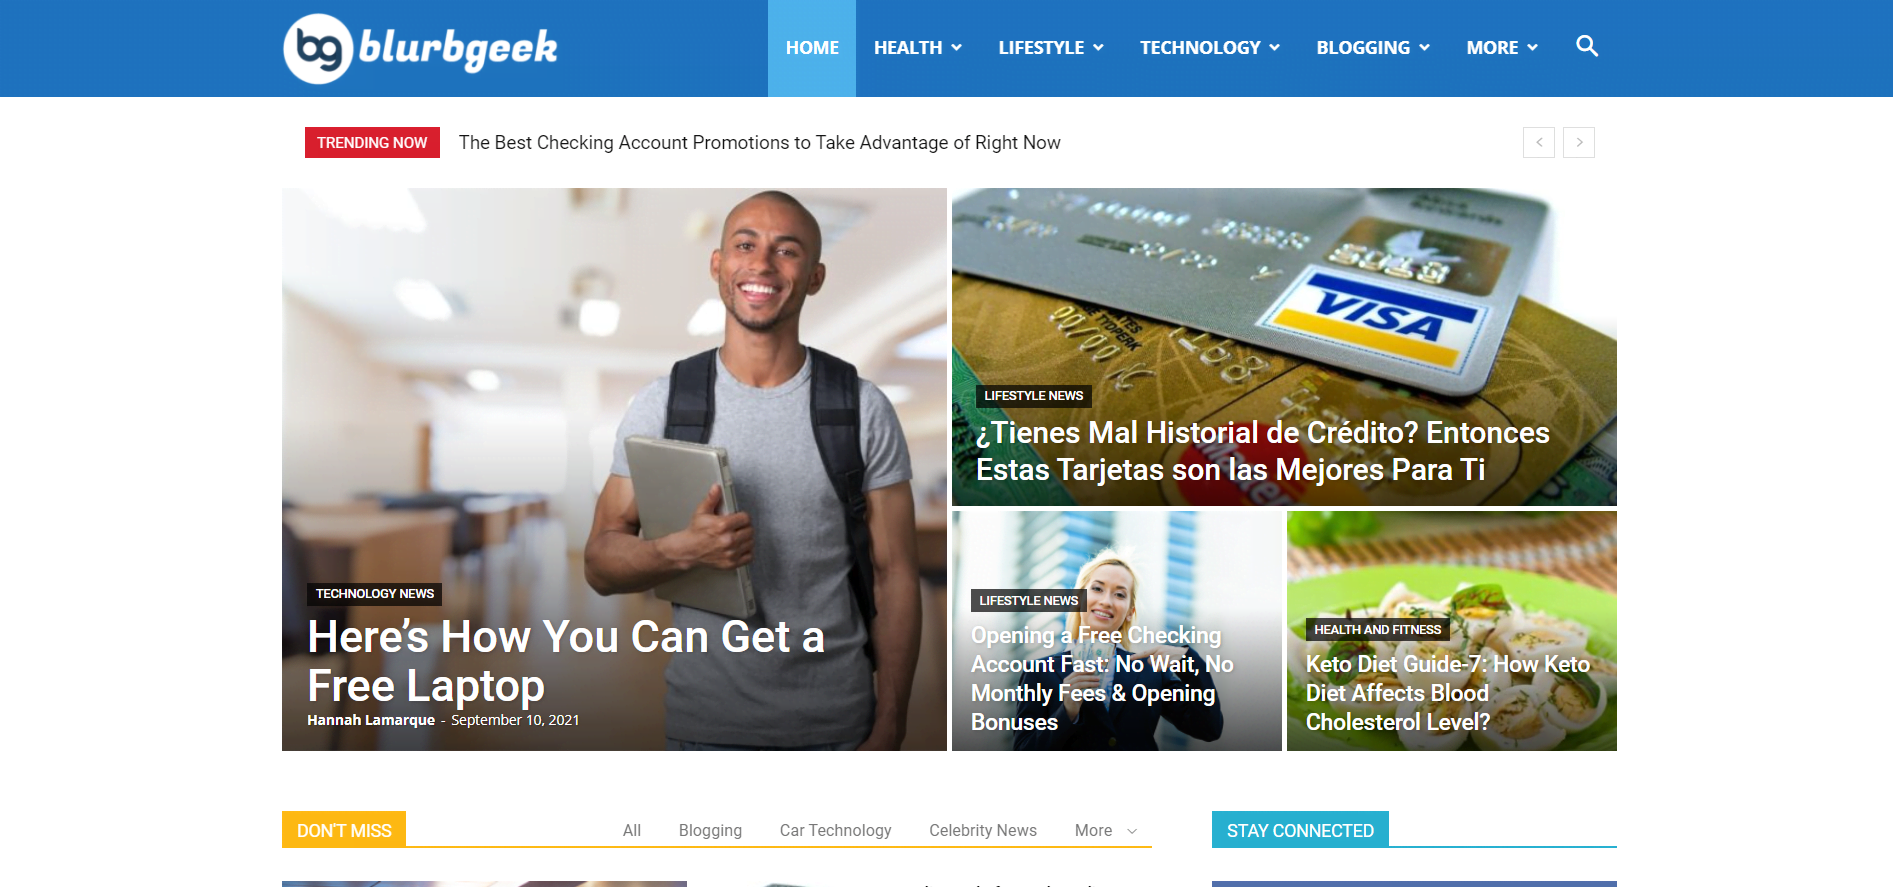 bg blurbgeek
HOME
HEALTH
LIFESTYLE
TECHNOLOGY
BLOGGING
MORE
TRENDING NOW
The Best Checking Account Promotions to Take Advantage of Right Now
TECHNOLOGY NEWS
Here’s How You Can Get a
Free Laptop
Hannah Lamarque - September 10, 2021
VISA
LIFESTYLE NEWS
¿Tienes Mal Historial de Crédito? Entonces
Estas Tarjetas son las Mejores Para Ti
LIFESTYLE NEWS
Opening a Free Checking
Account Fast: No Wait, No
Monthly Fees & Opening
Bonuses
HEALTH AND FITNESS
Keto Diet Guide-7: How Keto
Diet Affects Blood
Cholesterol Level?
DON'T MISS
All
Blogging
Car Technology
Celebrity News
More
STAY CONNECTED